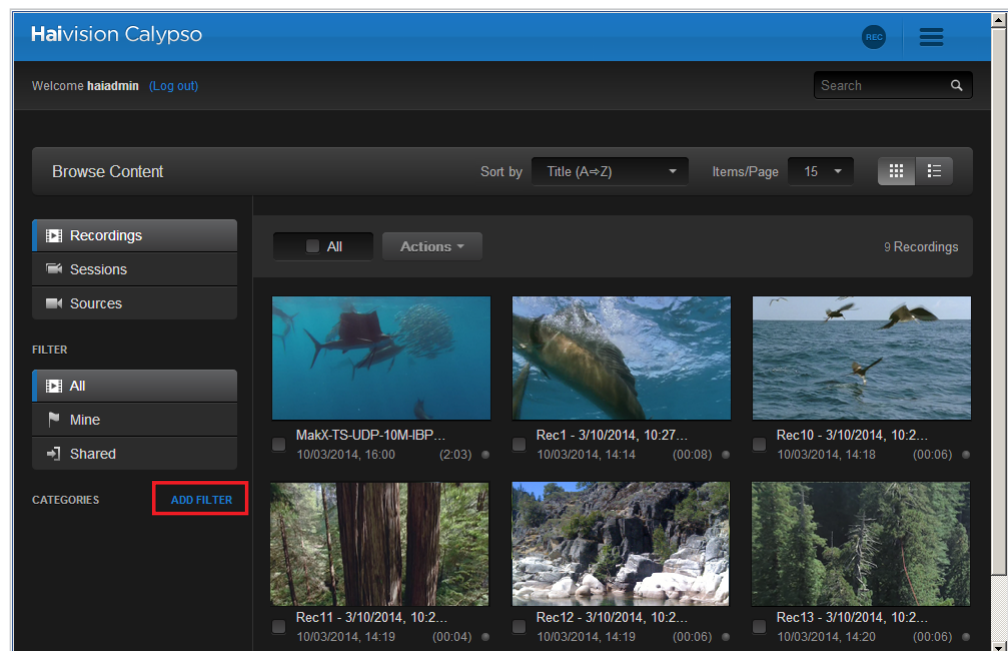 Haivision Calypso
REC
Welcome haiadmin (Log out)
Search
Browse Content
Sort by Title (A⇨Z)
Items/Page 15
Recordings
Sessions
Sources
FILTER
All
Mine
Shared
CATEGORIES ADD FILTER
All Actions
9 Recordings
MakX-TS-UDP-10M-IBP...
10/03/2014, 16:00 (2:03)
Rec1 - 3/10/2014, 10:27...
10/03/2014, 14:14 (00:08)
Rec10 - 3/10/2014, 10:2...
10/03/2014, 14:18 (00:06)
Rec11 - 3/10/2014, 10:2...
10/03/2014, 14:19 (00:04)
Rec12 - 3/10/2014, 10:2...
10/03/2014, 14:19 (00:06)
Rec13 - 3/10/2014, 10:2...
10/03/2014, 14:20 (00:06)